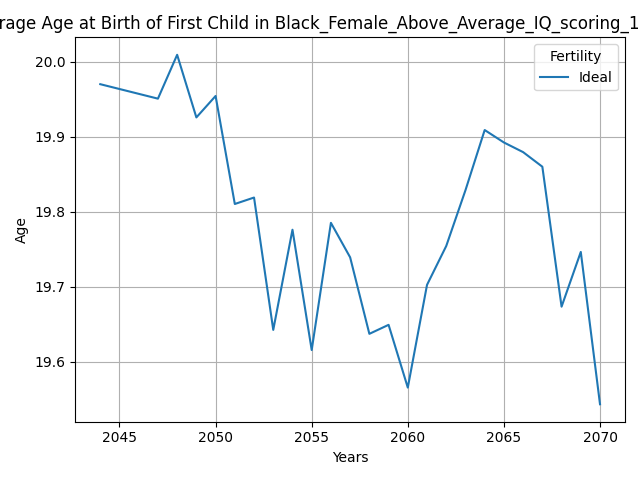 Age at Birth of First Child in Black_Female_Above_Average_IQ_scoring_1
Fertility
Ideal
20.0
19.9
19.8
19.7
19.6
Age
2045 2050 2055 2060 2065 2070
Years